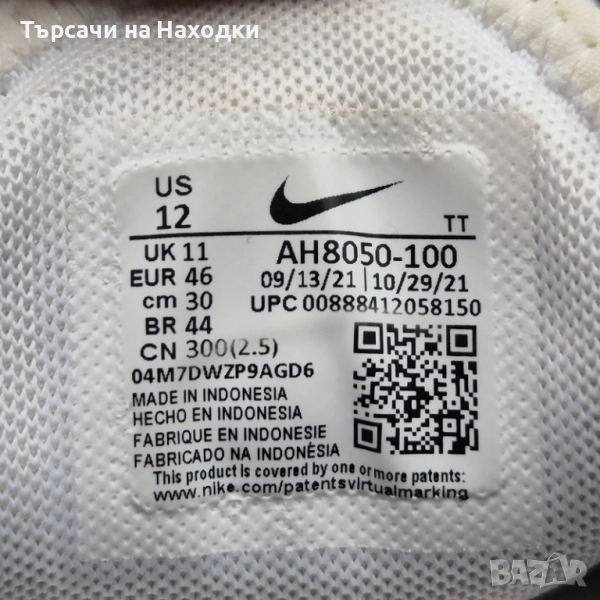 Търсачи на Находки
US
12
TT
UK 11
EUR 46
cm 30
BR 44
CN 300(2.5)
AH8050-100
09/13/21 | 10/29/21
UPC 00888412058150
04M7DWZP9AGD6
MADE IN INDONESIA
HECHO EN INDONESIA
FABRIQUE EN INDONESIE
FABRICADO NA INDONÉSIA
This product is covered by one or more patents:
www.nike.com/patentsvirtualmarking
BAZAR